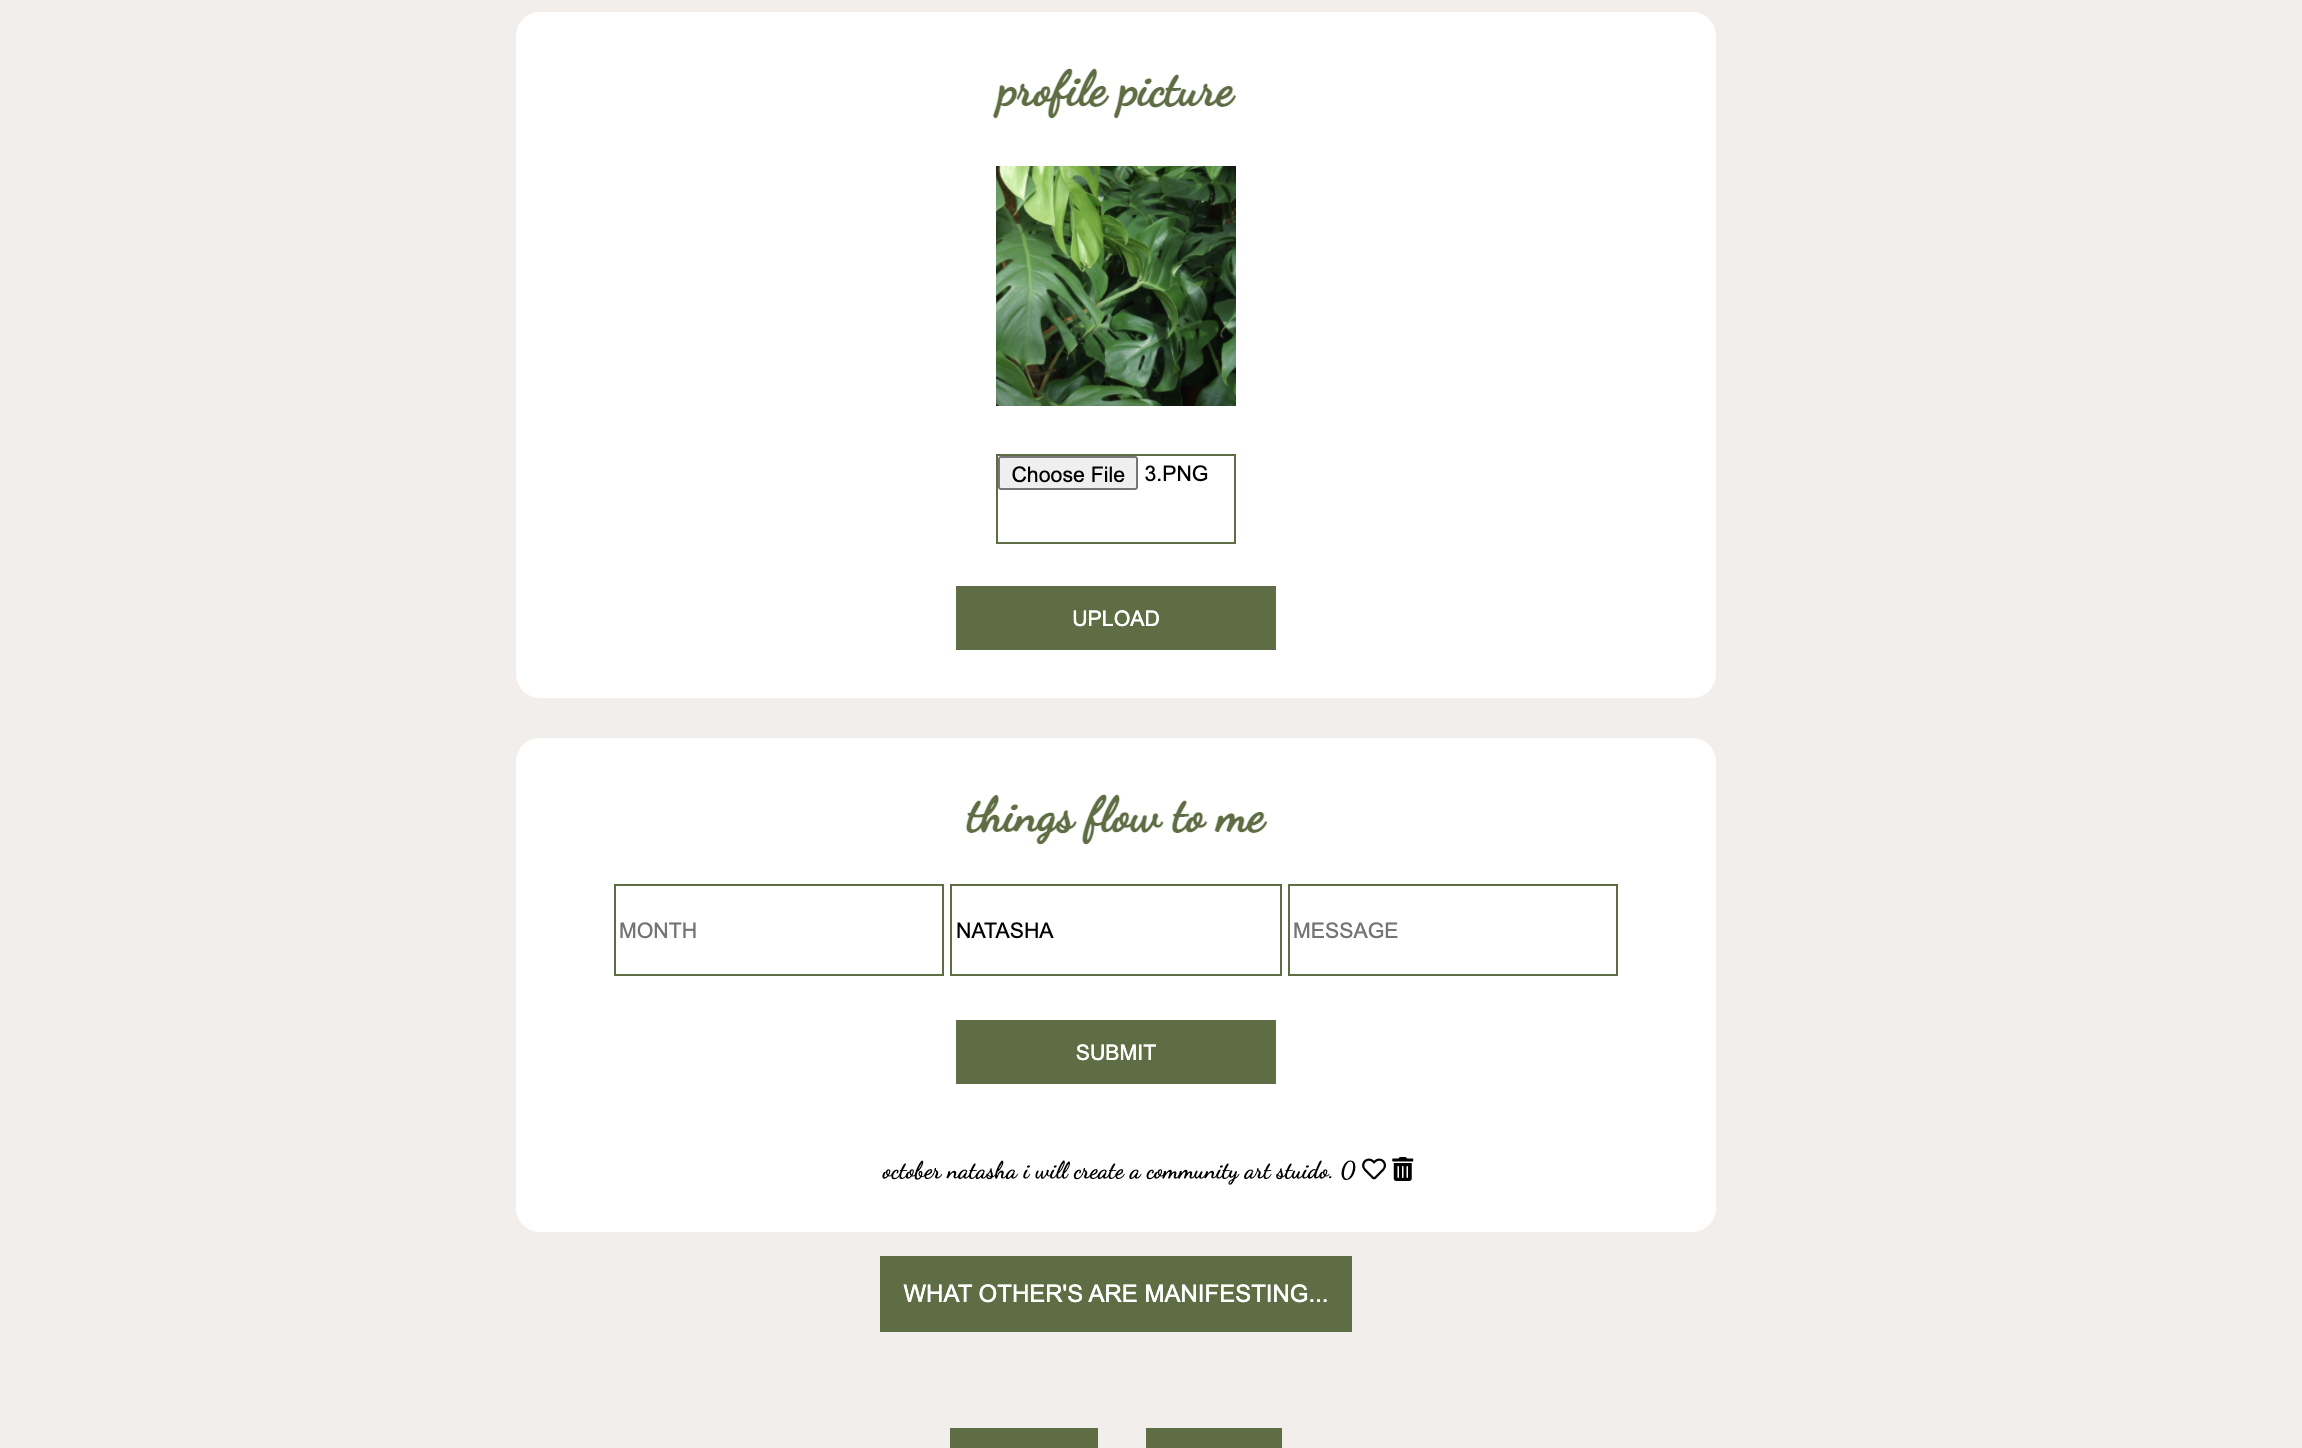 profile picture
Choose File 3.PNG
UPLOAD
things flow to me
MONTH NATASHA MESSAGE
SUBMIT
october natasha i will create a community art stuido. 0
WHAT OTHER'S ARE MANIFESTING...